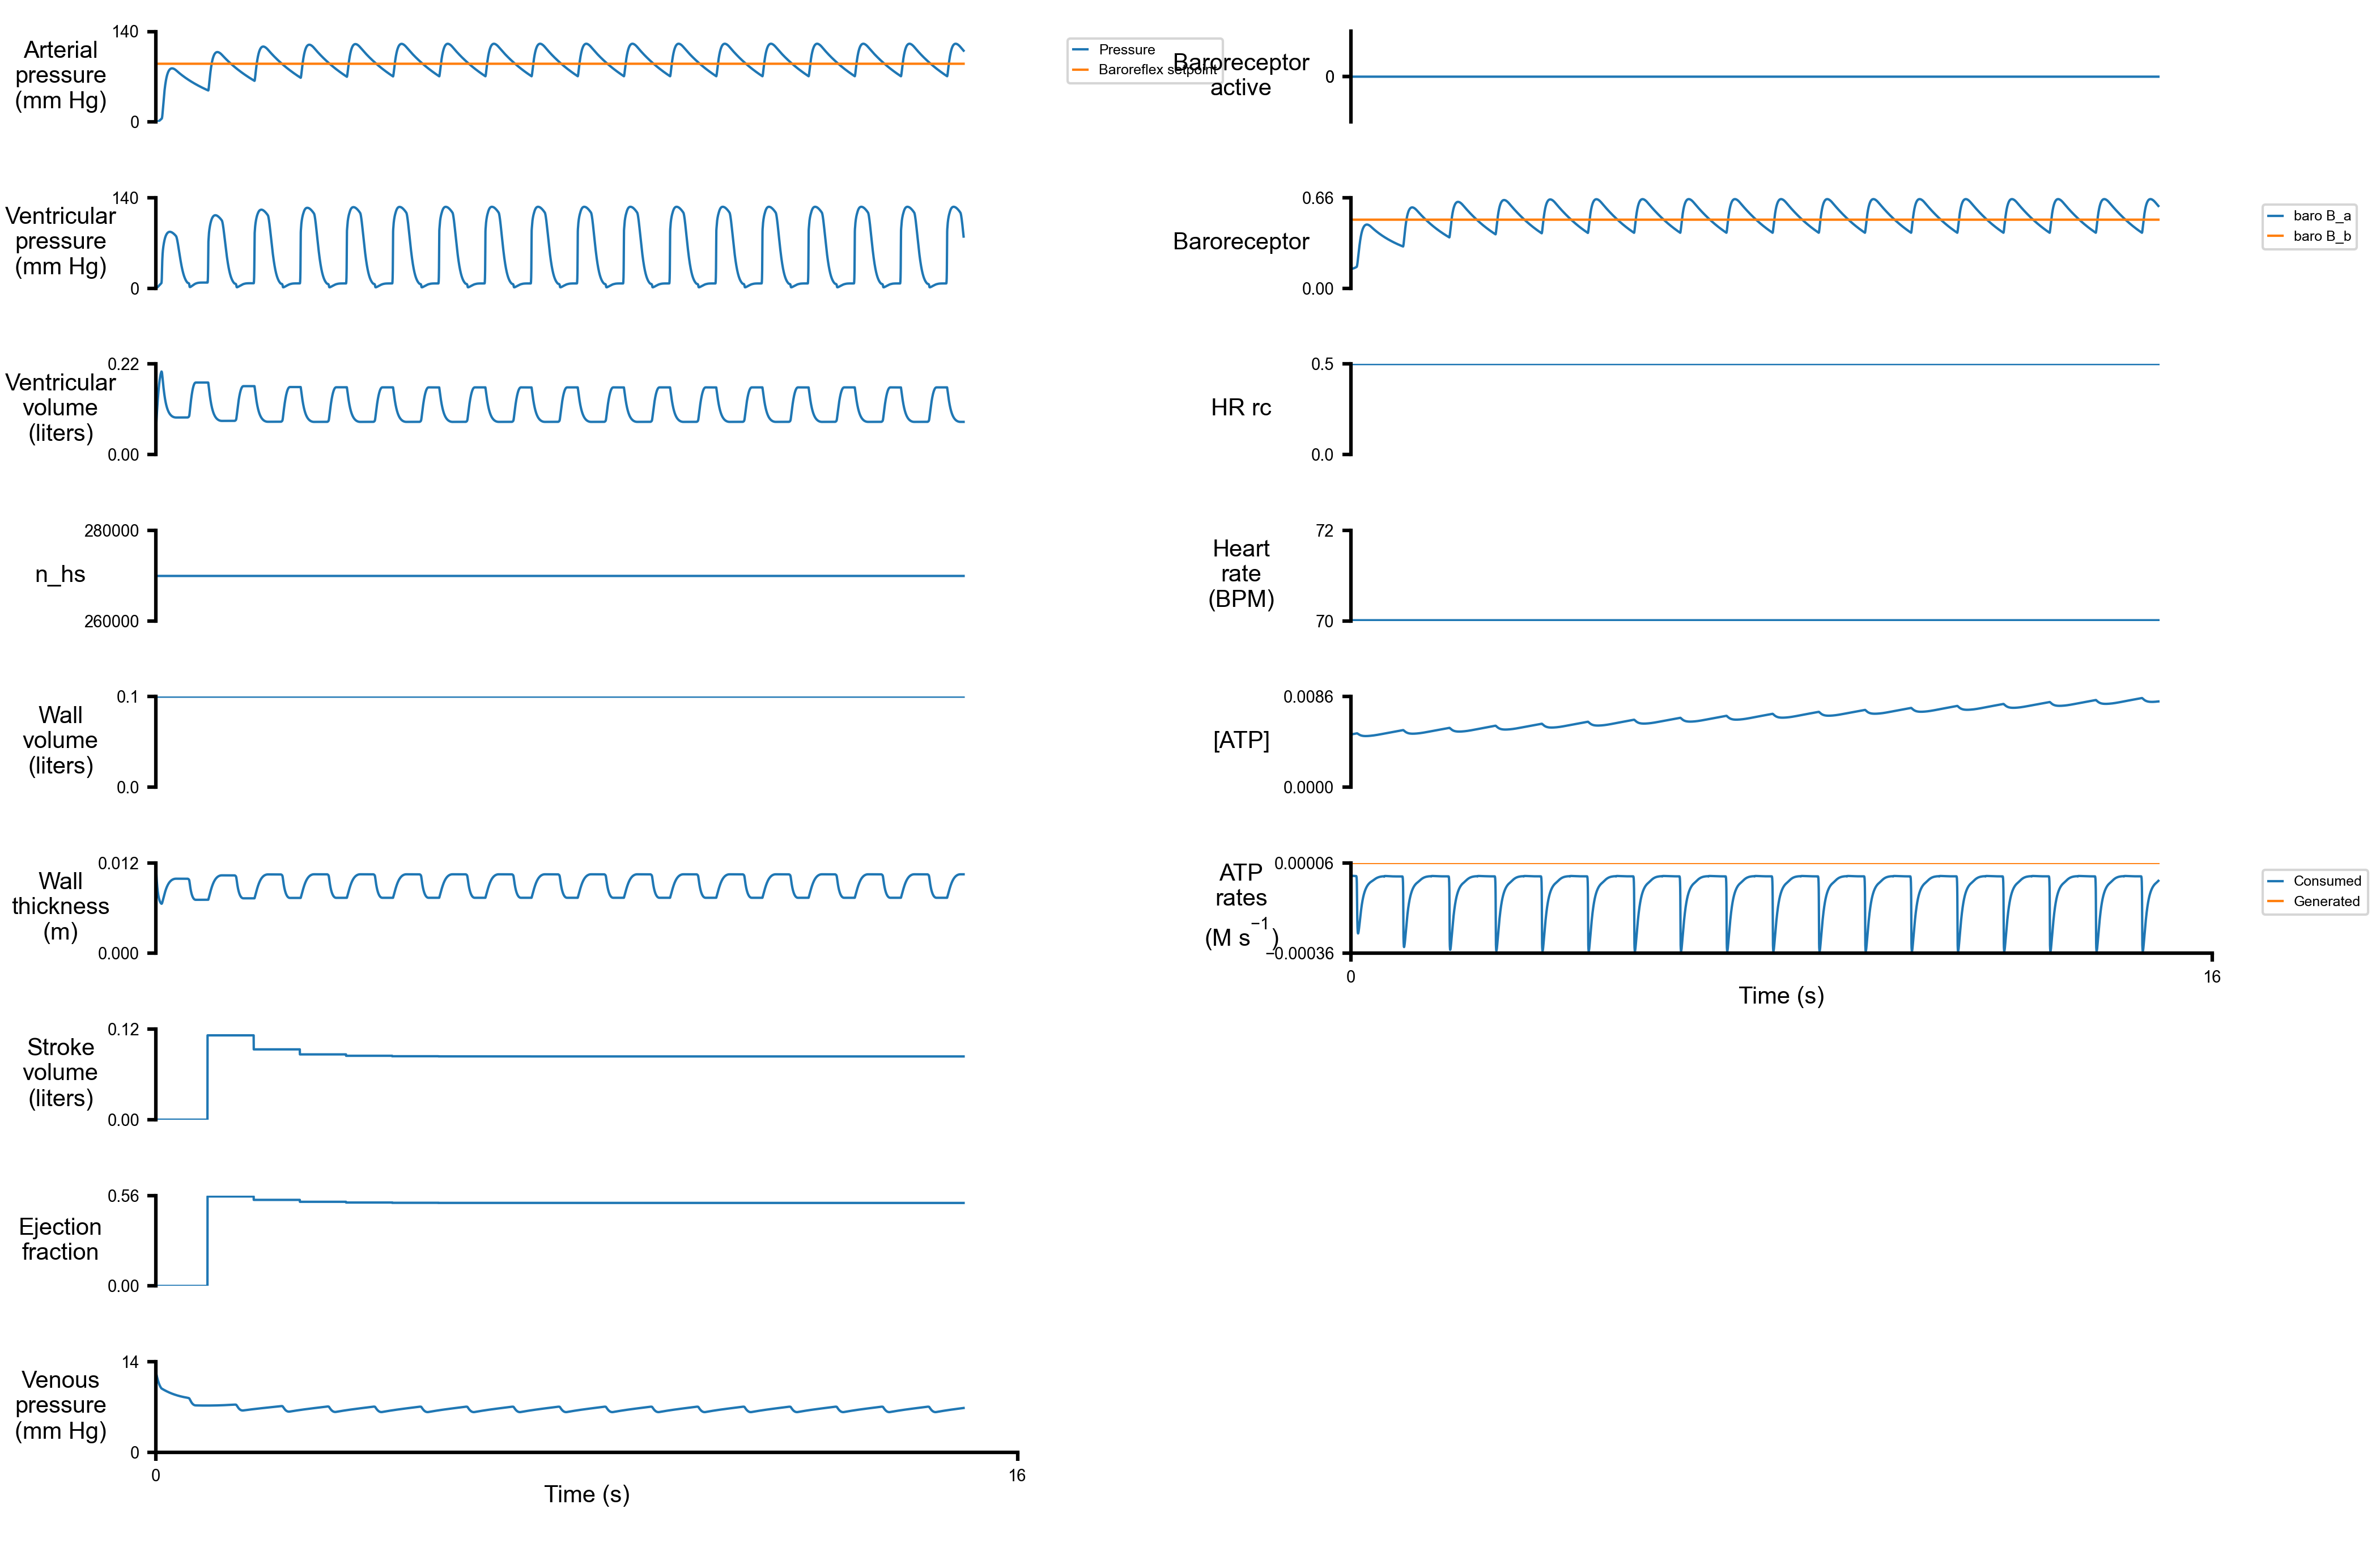 140
Arterial
pressure
(mm Hg)
0
Pressure
Baroreflex setpoint
Ventricular
pressure
(mm Hg)
140
0
Ventricular
volume
(liters)
0.22
0.00
n_hs
280000
260000
Wall
volume
(liters)
0.1
0.0
Wall
thickness
(m)
0.012
0.000
Stroke
volume
(liters)
0.12
0.00
Ejection
fraction
0.56
0.00
Venous
pressure
(mm Hg)
14
0
0
16
Time (s)
Baroreceptor
active
0
Baroreceptor
0.66
0.00
baro B_a
baro B_b
HR rc
0.5
0.0
Heart
rate
(BPM)
72
70
[ATP]
0.0086
0.0000
ATP
rates
(M s⁻¹)
0.00006
−0.00036
Consumed
Generated
0
16
Time (s)